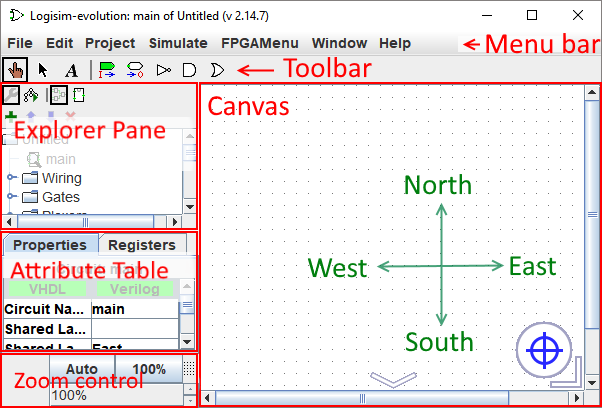 Logisim-evolution: main of Untitled (v 2.14.7)
File Edit Project Simulate FPGAMenu Window Help
Menu bar
A
Toolbar
Explorer Pane
Untitled
main
Wiring
Gates
Plexers
Canvas
North
West
East
South
Properties Registers
Attribute Table
VHDL Verilog
Circuit Na... main
Shared La...
Shared La... East
Zoom control
Auto 100%
100%